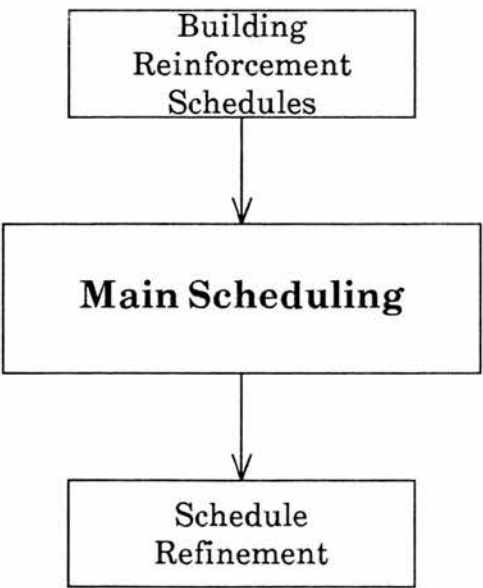 Building
Reinforcement
Schedules
Main Scheduling
Schedule
Refinement